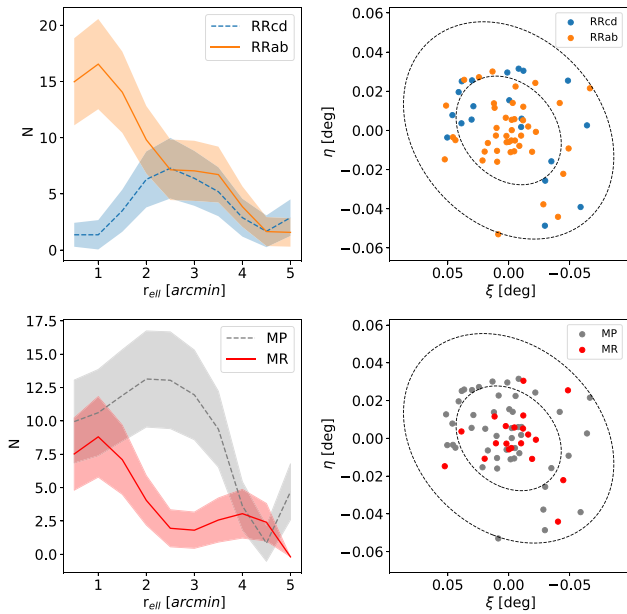 RRcd
RRab
20
15
10
5
0
N
1 2 3 4 5
r_ell [arcmin]
RRcd
RRab
0.06
0.04
0.02
0.00
−0.02
−0.04
−0.06
η [deg]
0.05 0.00 −0.05
ξ [deg]
MP
MR
17.5
15.0
12.5
10.0
7.5
5.0
2.5
0.0
N
1 2 3 4 5
r_ell [arcmin]
MP
MR
0.06
0.04
0.02
0.00
−0.02
−0.04
−0.06
η [deg]
0.05 0.00 −0.05
ξ [deg]